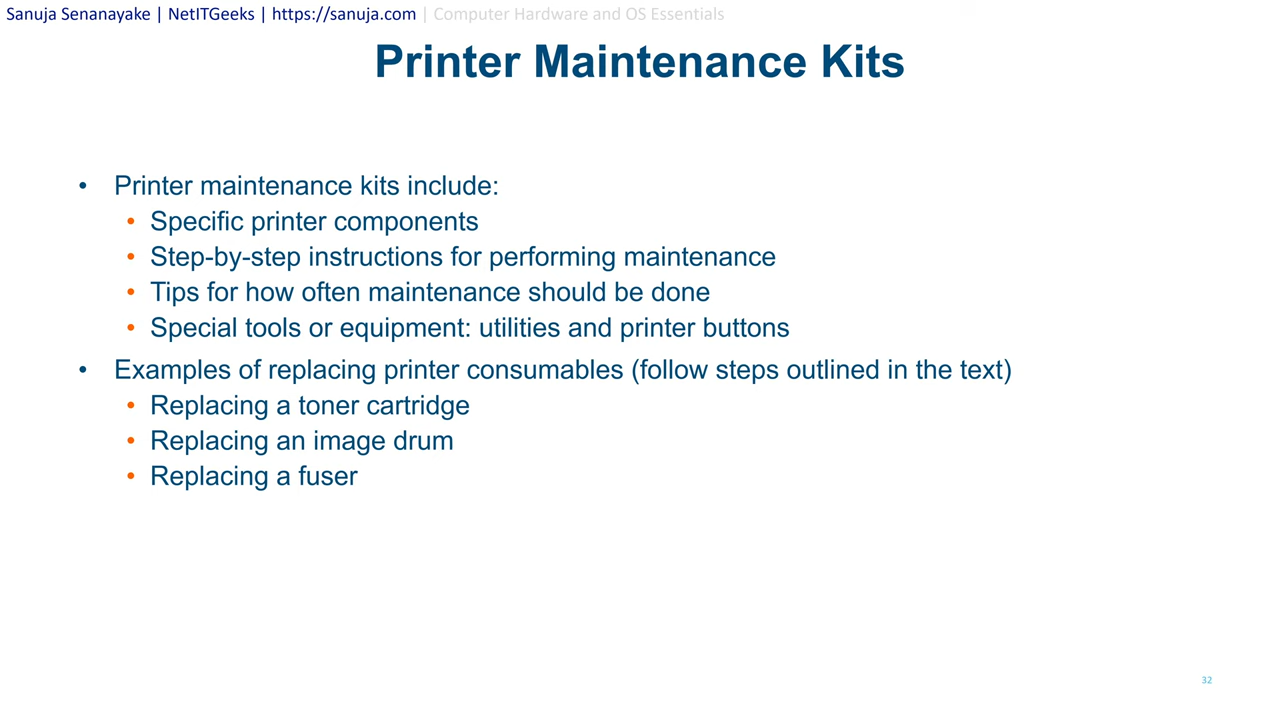 Sanuja Senanayake | NetITGeeks | https://sanuja.com | Computer Hardware and OS Essentials
Printer Maintenance Kits
• Printer maintenance kits include:
• Specific printer components
• Step-by-step instructions for performing maintenance
• Tips for how often maintenance should be done
• Special tools or equipment: utilities and printer buttons
• Examples of replacing printer consumables (follow steps outlined in the text)
• Replacing a toner cartridge
• Replacing an image drum
• Replacing a fuser
32